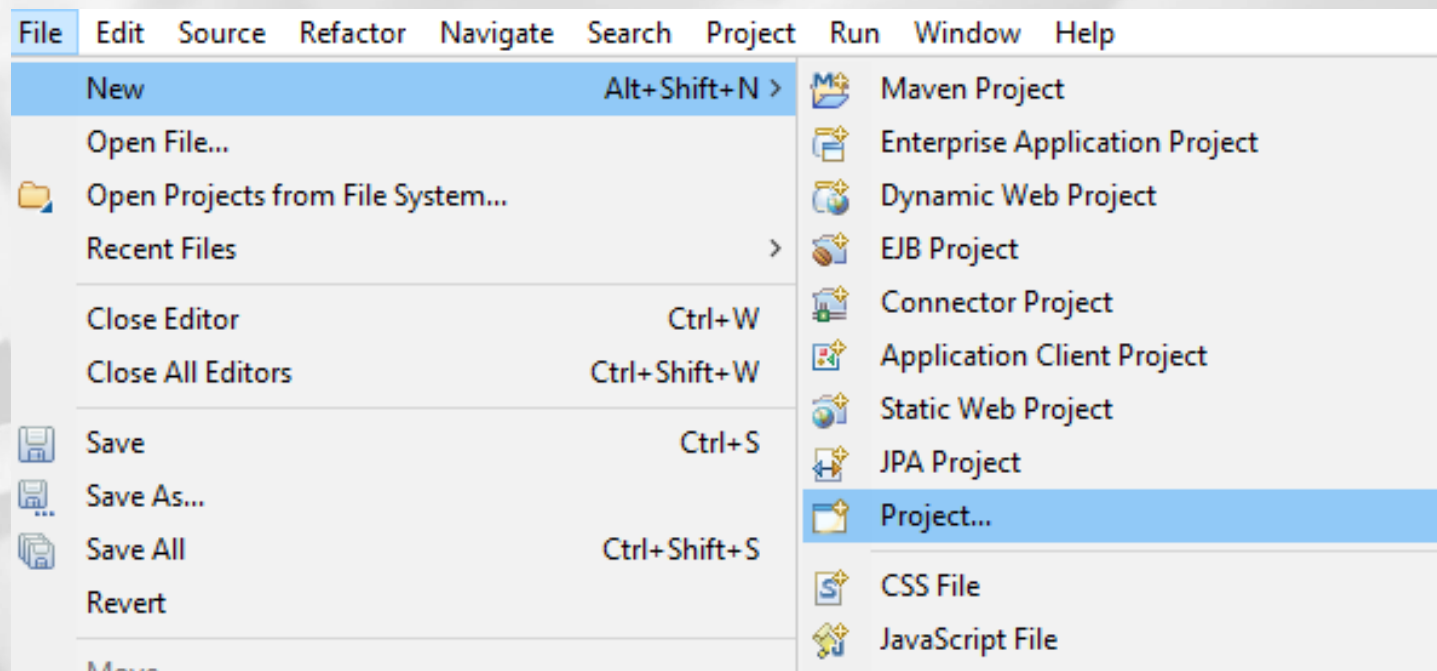 File Edit Source Refactor Navigate Search Project Run Window Help
New Alt+Shift+N >
Open File...
Open Projects from File System...
Recent Files >
Close Editor Ctrl+W
Close All Editors Ctrl+Shift+W
Save Ctrl+S
Save As...
Save All Ctrl+Shift+S
Revert
Maven Project
Enterprise Application Project
Dynamic Web Project
EJB Project
Connector Project
Application Client Project
Static Web Project
JPA Project
Project...
CSS File
JavaScript File